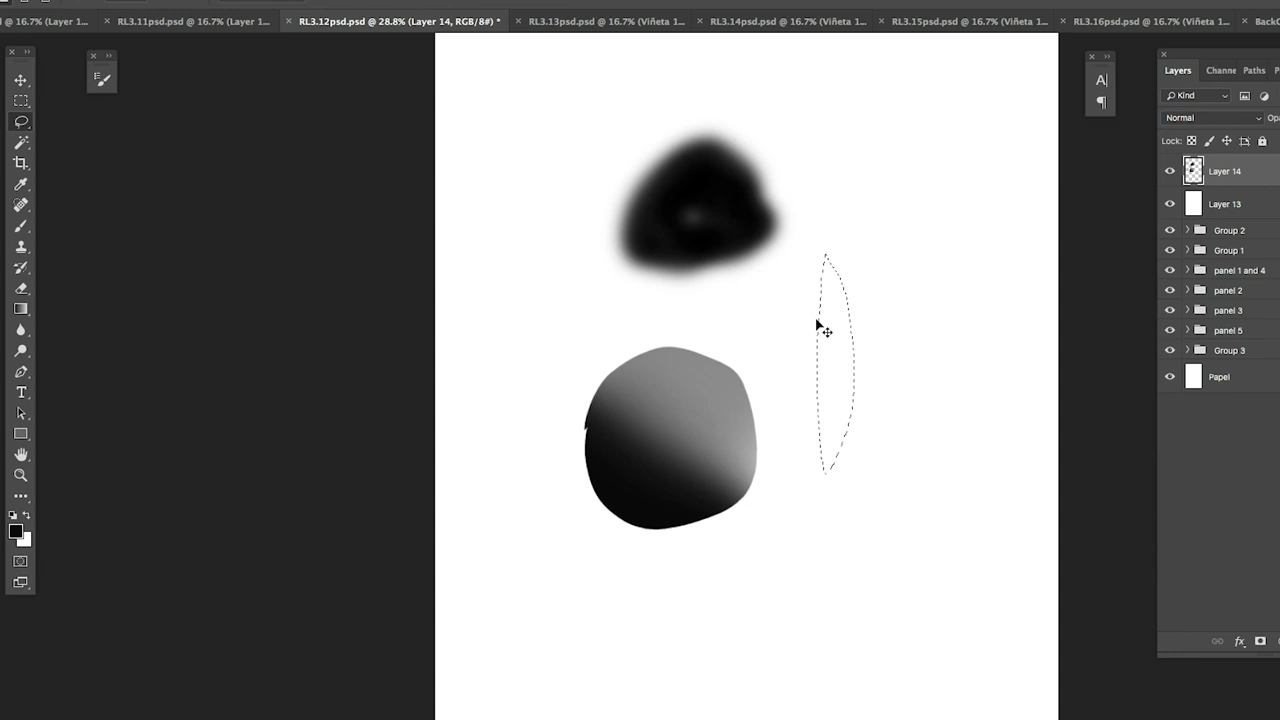 0 @ 16.7% (Layer 1...
RL3.11psd.psd @ 16.7% (Layer 1...
RL3.12psd.psd @ 28.8% (Layer 14, RGB/8#) *
RL3.13psd.psd @ 16.7% (Viñeta 1...
RL3.14psd.psd @ 16.7% (Viñeta 1...
RL3.15psd.psd @ 16.7% (Viñeta 1...
RL3.16psd.psd @ 16.7% (Viñeta 1...
BackC
Layers
Channe
Paths
P
Kind
Normal
Opa
Lock:
Layer 14
Layer 13
Group 2
Group 1
panel 1 and 4
panel 2
panel 3
panel 5
Group 3
Papel